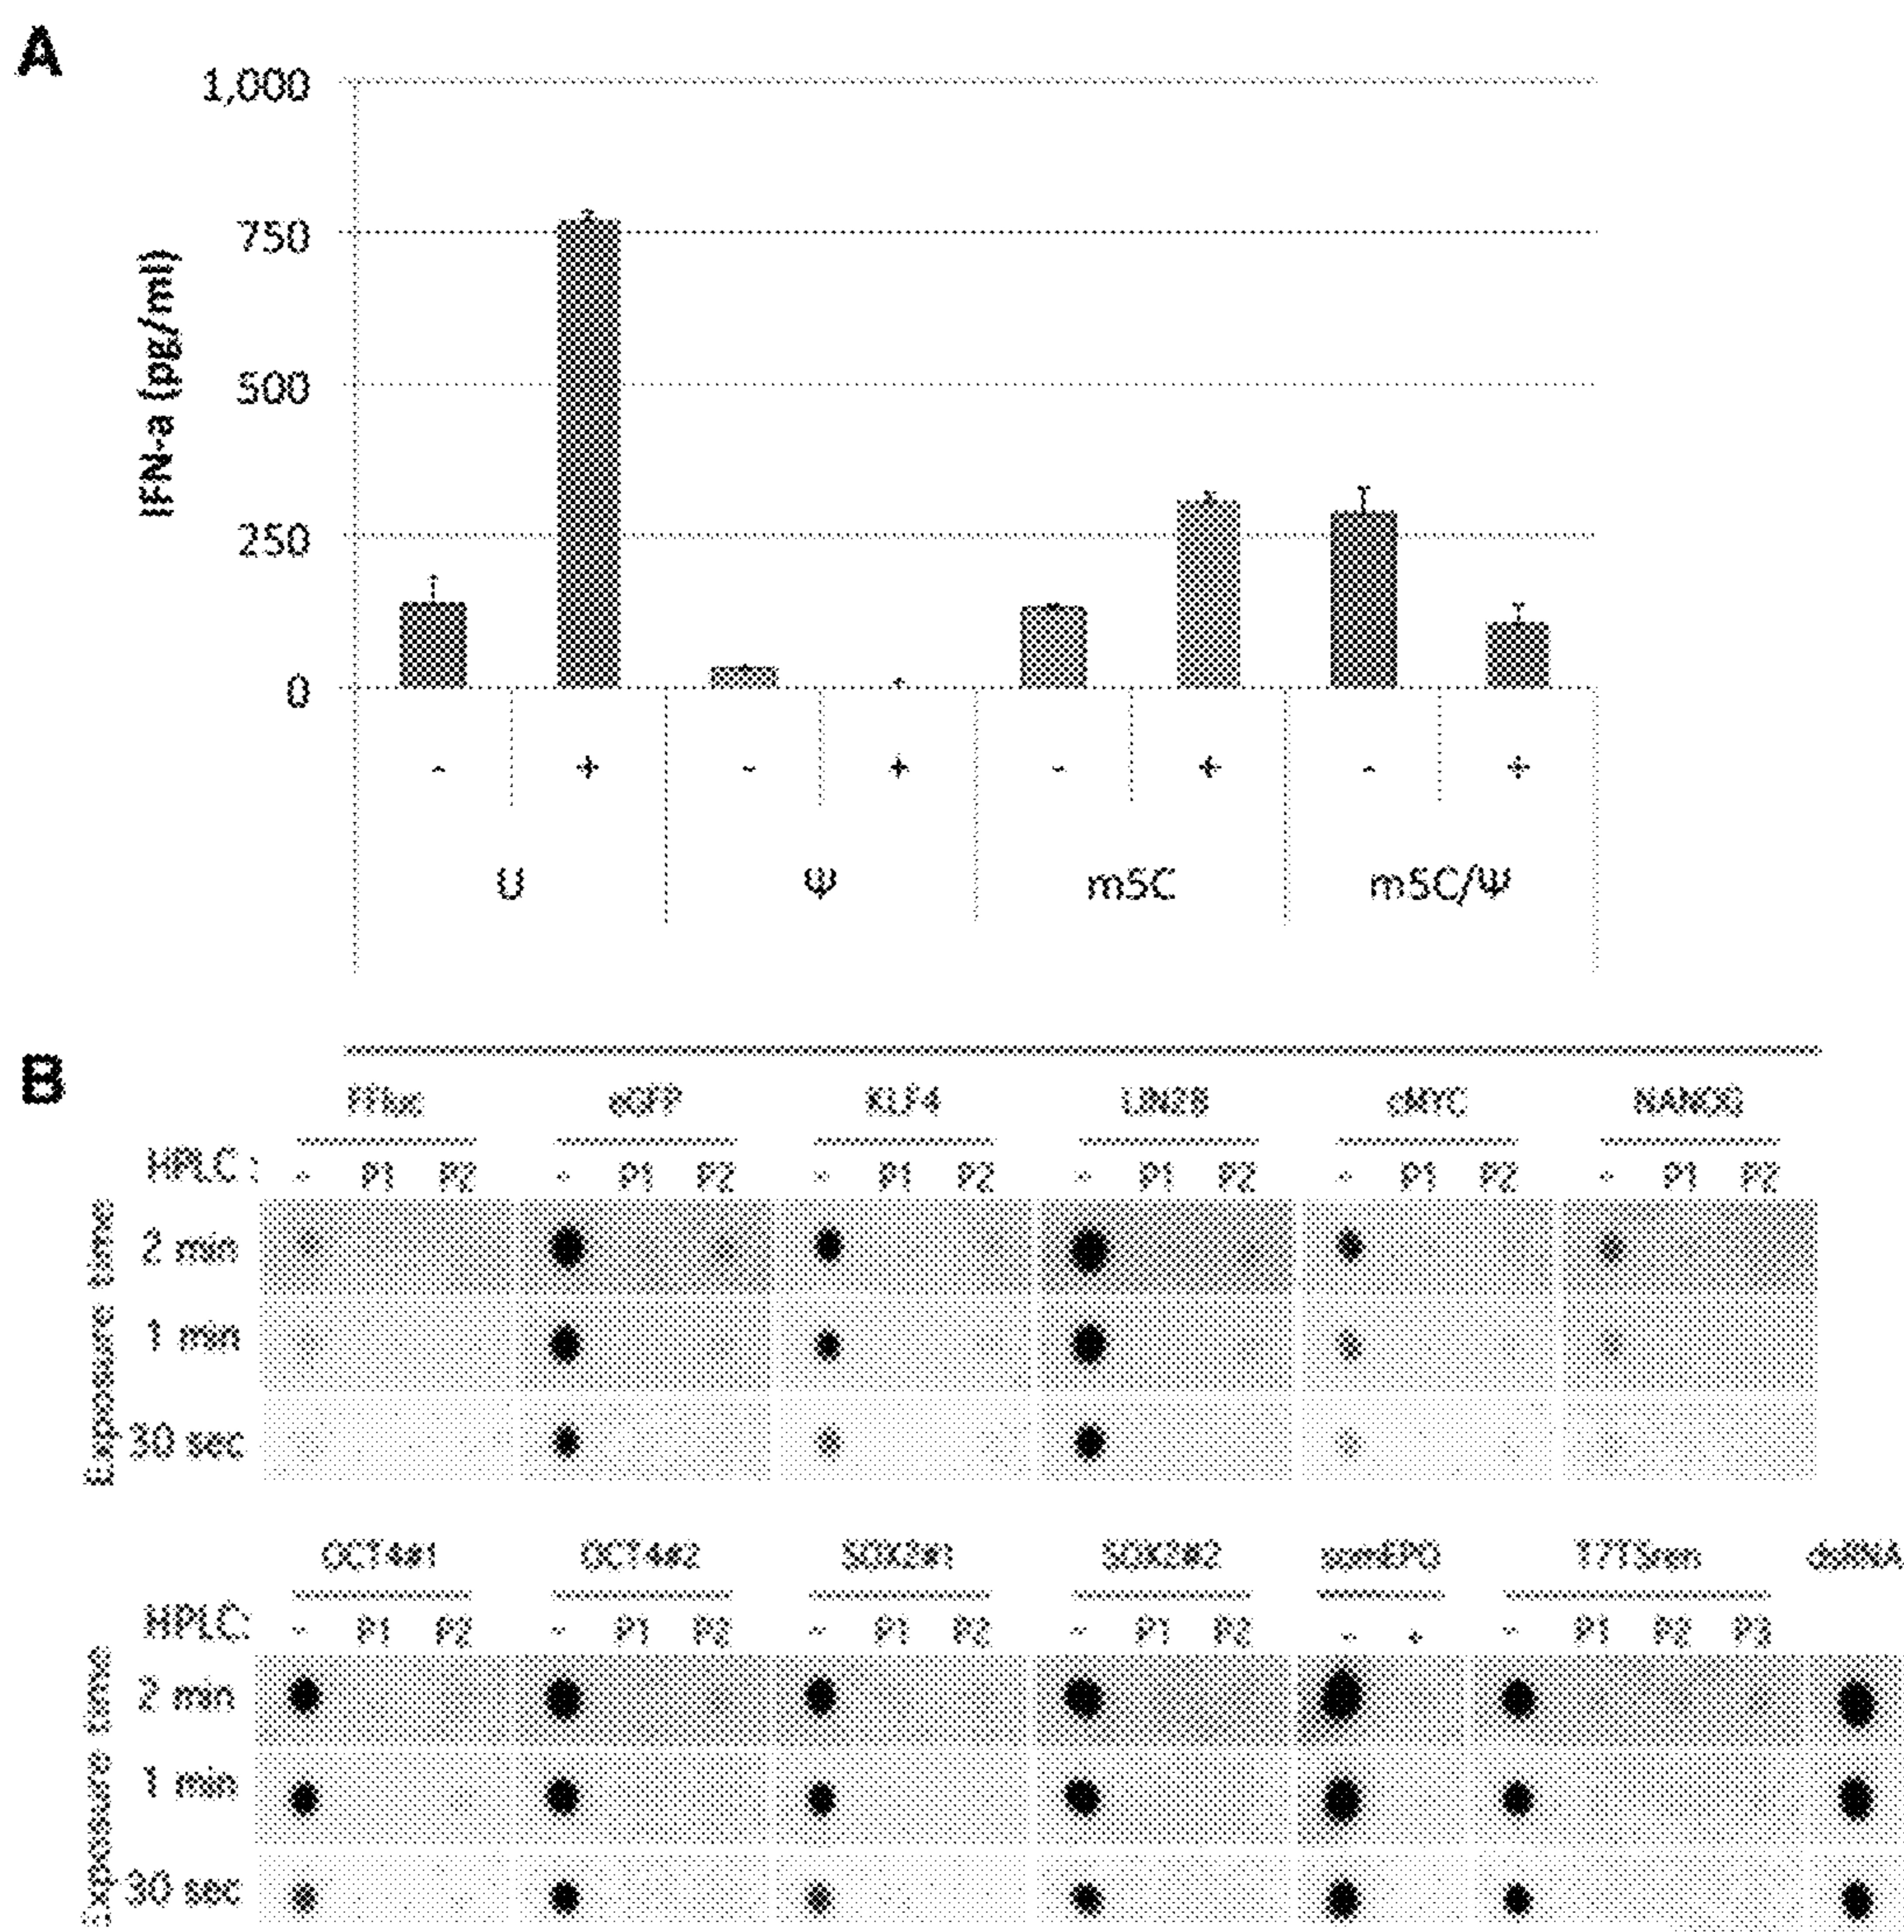 A
1,000
750
500
250
0
IFN-a (pg/ml)
- + - + - + - +
U Ψ m5C m5C/Ψ
B
FFluc eGFP KLF4 LIN28 cMYC NANOG
HPLC : - P1 P2 - P1 P2 - P1 P2 - P1 P2 - P1 P2 - P1 P2
Exposure time
2 min
1 min
30 sec
OCT4#1 OCT4#2 SOX2#1 SOX2#2 T7TSren dsRNA
HPLC: - P1 P2 - P1 P2 - P1 P2 - P1 P2 - + - P1 P2 P3
Exposure time
2 min
1 min
30 sec